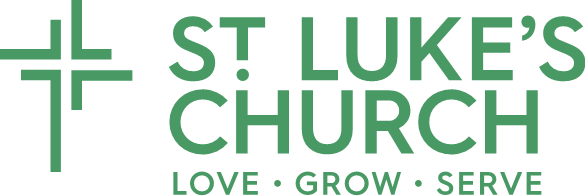 ST. LUKE'S
CHURCH
LOVE · GROW · SERVE